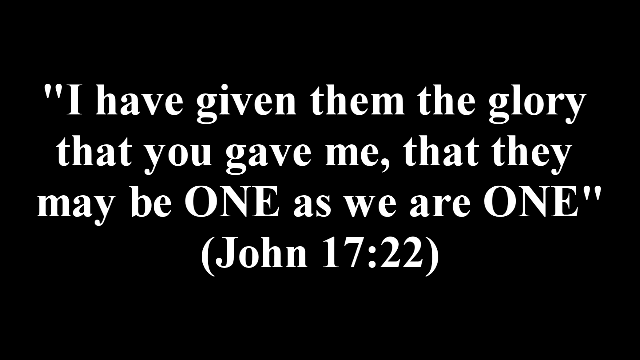 "I have given them the glory
that you gave me, that they
may be ONE as we are ONE"
(John 17:22)